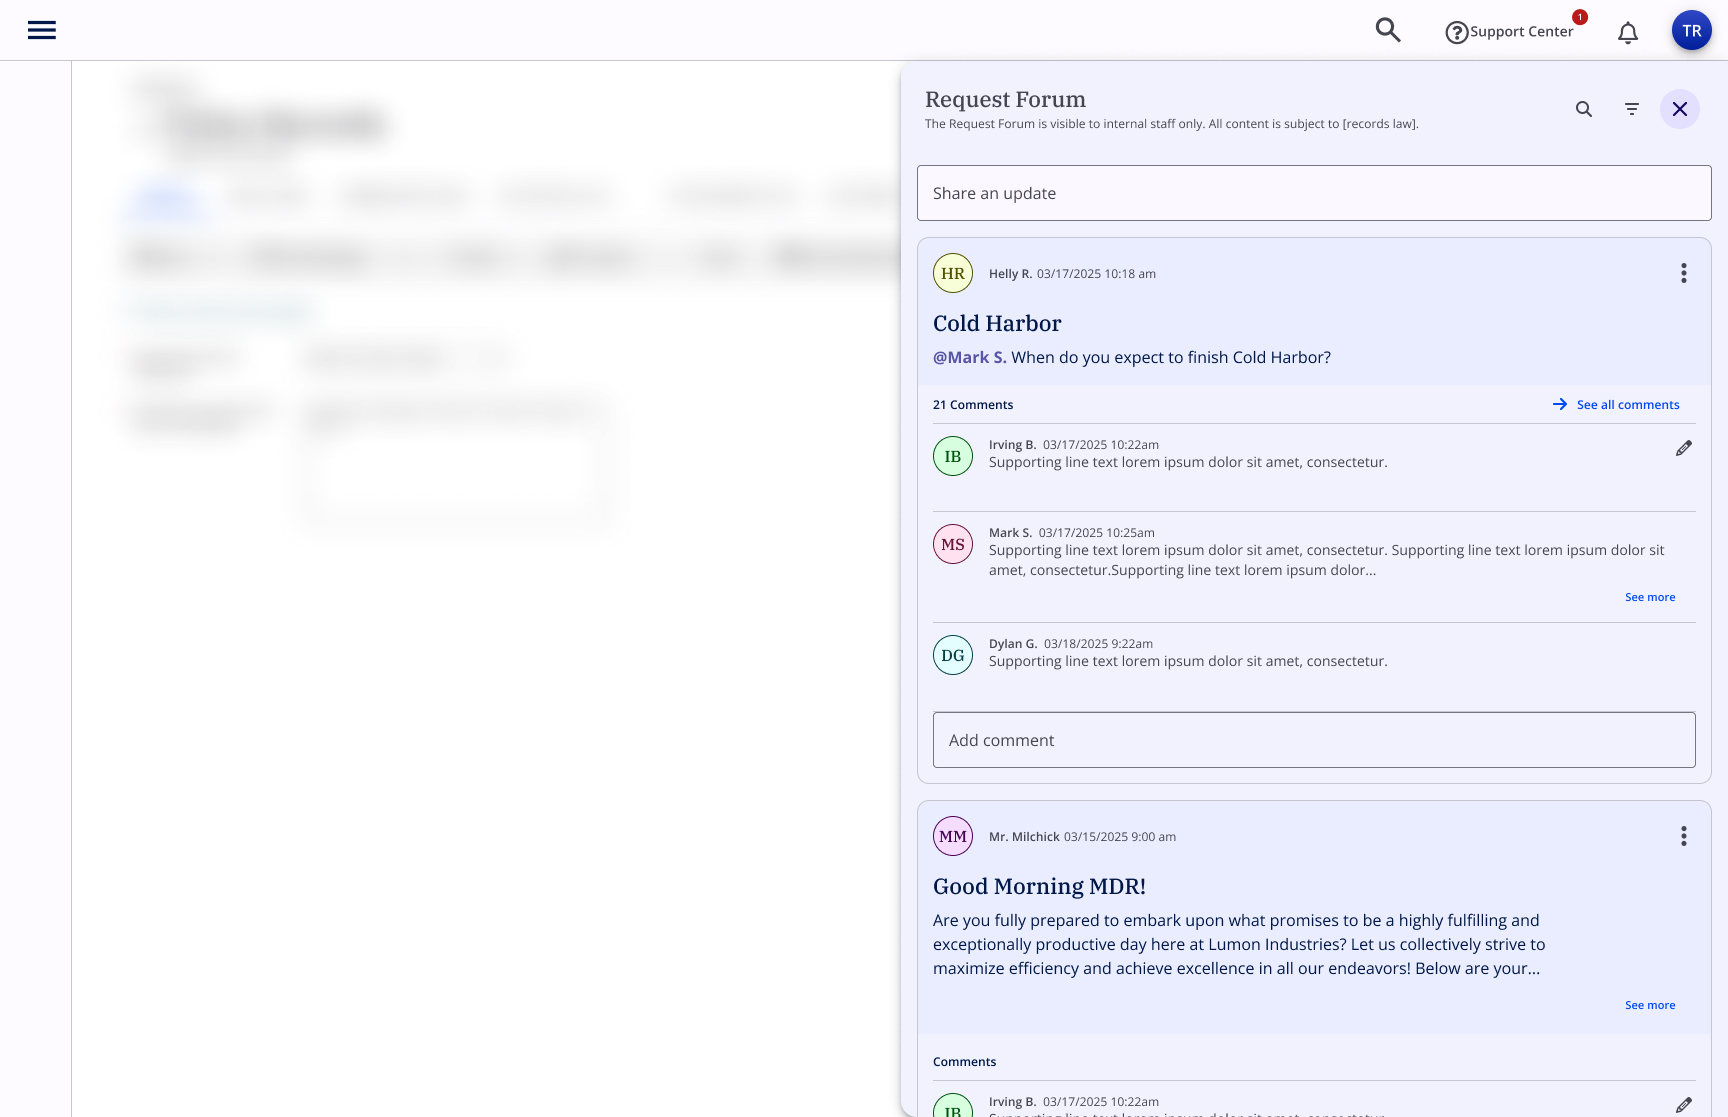 Support Center
1
TR
Request Forum
The Request Forum is visible to internal staff only. All content is subject to [records law].
Share an update
HR
Helly R. 03/17/2025 10:18 am
Cold Harbor
@Mark S. When do you expect to finish Cold Harbor?
21 Comments
See all comments
IB
Irving B. 03/17/2025 10:22am
Supporting line text lorem ipsum dolor sit amet, consectetur.
MS
Mark S. 03/17/2025 10:25am
Supporting line text lorem ipsum dolor sit amet, consectetur. Supporting line text lorem ipsum dolor sit
amet, consectetur.Supporting line text lorem ipsum dolor...
See more
DG
Dylan G. 03/18/2025 9:22am
Supporting line text lorem ipsum dolor sit amet, consectetur.
Add comment
MM
Mr. Milchick 03/15/2025 9:00 am
Good Morning MDR!
Are you fully prepared to embark upon what promises to be a highly fulfilling and
exceptionally productive day here at Lumon Industries? Let us collectively strive to
maximize efficiency and achieve excellence in all our endeavors! Below are your...
See more
Comments
IB
Irving B. 03/17/2025 10:22am